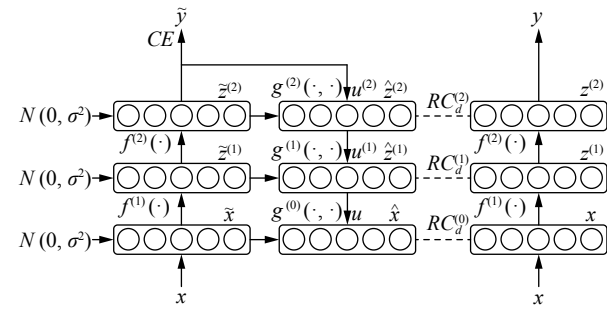 ỹ y
CE
z̃⁽²⁾ g⁽²⁾(·, ·) u⁽²⁾ ẑ⁽²⁾ z⁽²⁾
N(0, σ²) RC_d⁽²⁾
f⁽²⁾(·) z̃⁽¹⁾ g⁽¹⁾(·, ·) u⁽¹⁾ ẑ⁽¹⁾ f⁽²⁾(·) z⁽¹⁾
N(0, σ²) RC_d⁽¹⁾
f⁽¹⁾(·) x̃ g⁽⁰⁾(·, ·) u x̂ f⁽¹⁾(·) x
N(0, σ²) RC_d⁽⁰⁾
x x